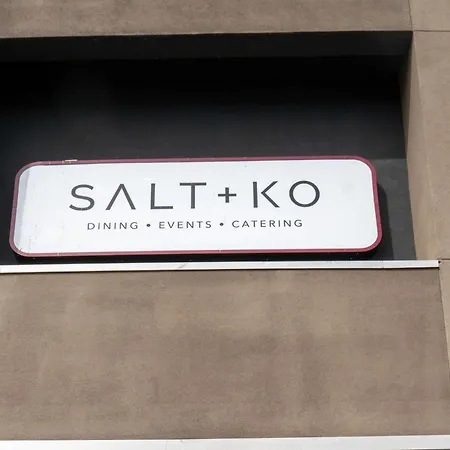 SALT + KO
DINING • EVENTS • CATERING